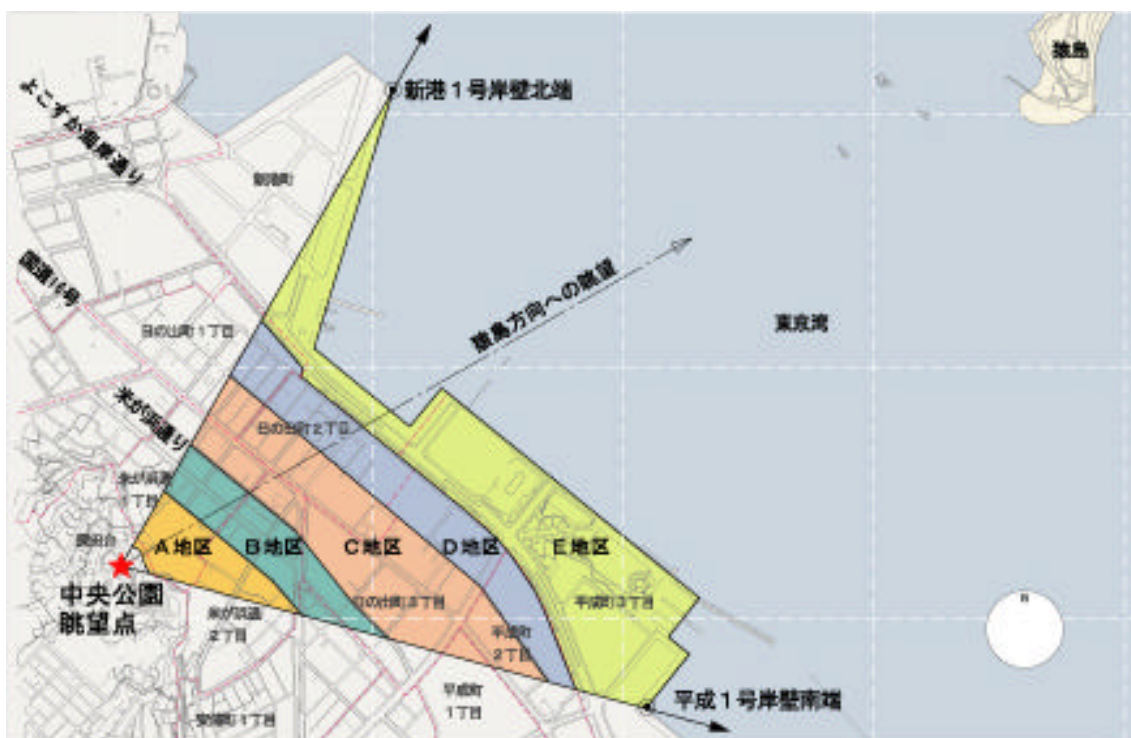 猿島
新港1号岸壁北端
よこすか海岸通り
新港町
国道16号
猿島方向への眺望
日の出町1丁目
東京湾
米が浜通り
日の出町2丁目
米が浜通
1丁目
A地区
B地区
C地区
D地区
E地区
中央公園
眺望点
日の出町3丁目
平成町3丁目
米が浜通
2丁目
平成町
2丁目
平成町
1丁目
平成1号岸壁南端
安浦町1丁目
N